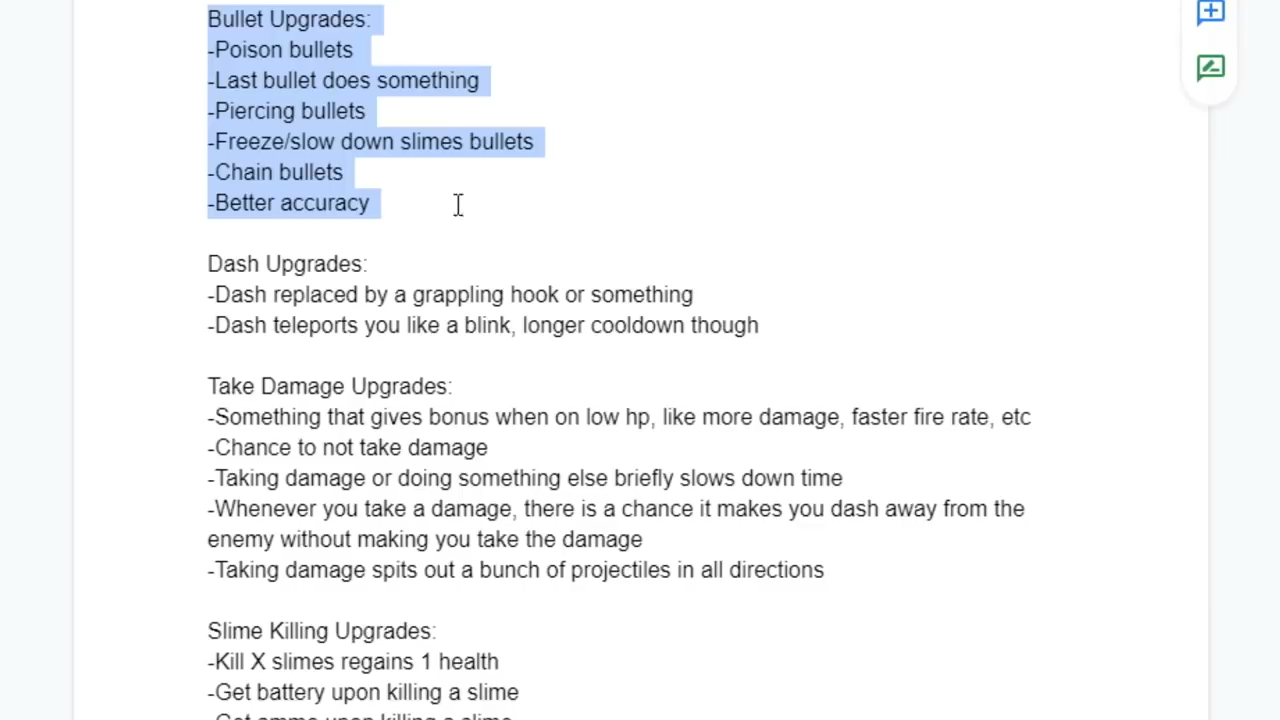 Bullet Upgrades:
-Poison bullets
-Last bullet does something
-Piercing bullets
-Freeze/slow down slimes bullets
-Chain bullets
-Better accuracy
Dash Upgrades:
-Dash replaced by a grappling hook or something
-Dash teleports you like a blink, longer cooldown though
Take Damage Upgrades:
-Something that gives bonus when on low hp, like more damage, faster fire rate, etc
-Chance to not take damage
-Taking damage or doing something else briefly slows down time
-Whenever you take a damage, there is a chance it makes you dash away from the
enemy without making you take the damage
-Taking damage spits out a bunch of projectiles in all directions
Slime Killing Upgrades:
-Kill X slimes regains 1 health
-Get battery upon killing a slime
-Get ammo upon killing a slime